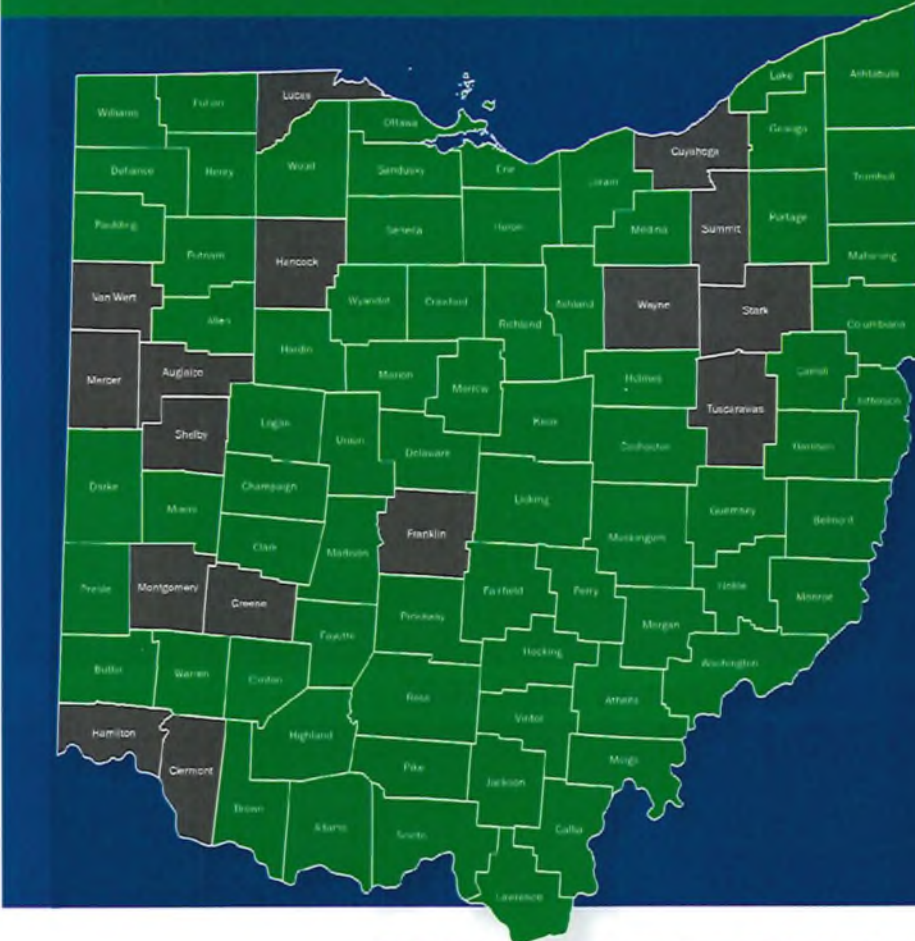 Lucas
Lake
Ashtabula
Williams
Fulton
Ottawa
Geauga
Cuyahoga
Defiance
Henry
Wood
Sandusky
Erie
Lorain
Trumbull
Paulding
Seneca
Huron
Medina
Summit
Portage
Putnam
Hancock
Mahoning
Van Wert
Wyandot
Crawford
Richland
Ashland
Wayne
Stark
Allen
Columbiana
Hardin
Mercer
Auglaize
Marion
Morrow
Holmes
Carroll
Tuscarawas
Jefferson
Shelby
Logan
Union
Knox
Coshocton
Harrison
Delaware
Darke
Champaign
Licking
Miami
Guernsey
Belmont
Clark
Madison
Franklin
Muskingum
Preble
Montgomery
Greene
Fairfield
Perry
Noble
Monroe
Pickaway
Fayette
Morgan
Hocking
Washington
Butler
Warren
Clinton
Ross
Athens
Vinton
Hamilton
Highland
Clermont
Pike
Jackson
Meigs
Brown
Adams
Scioto
Gallia
Lawrence